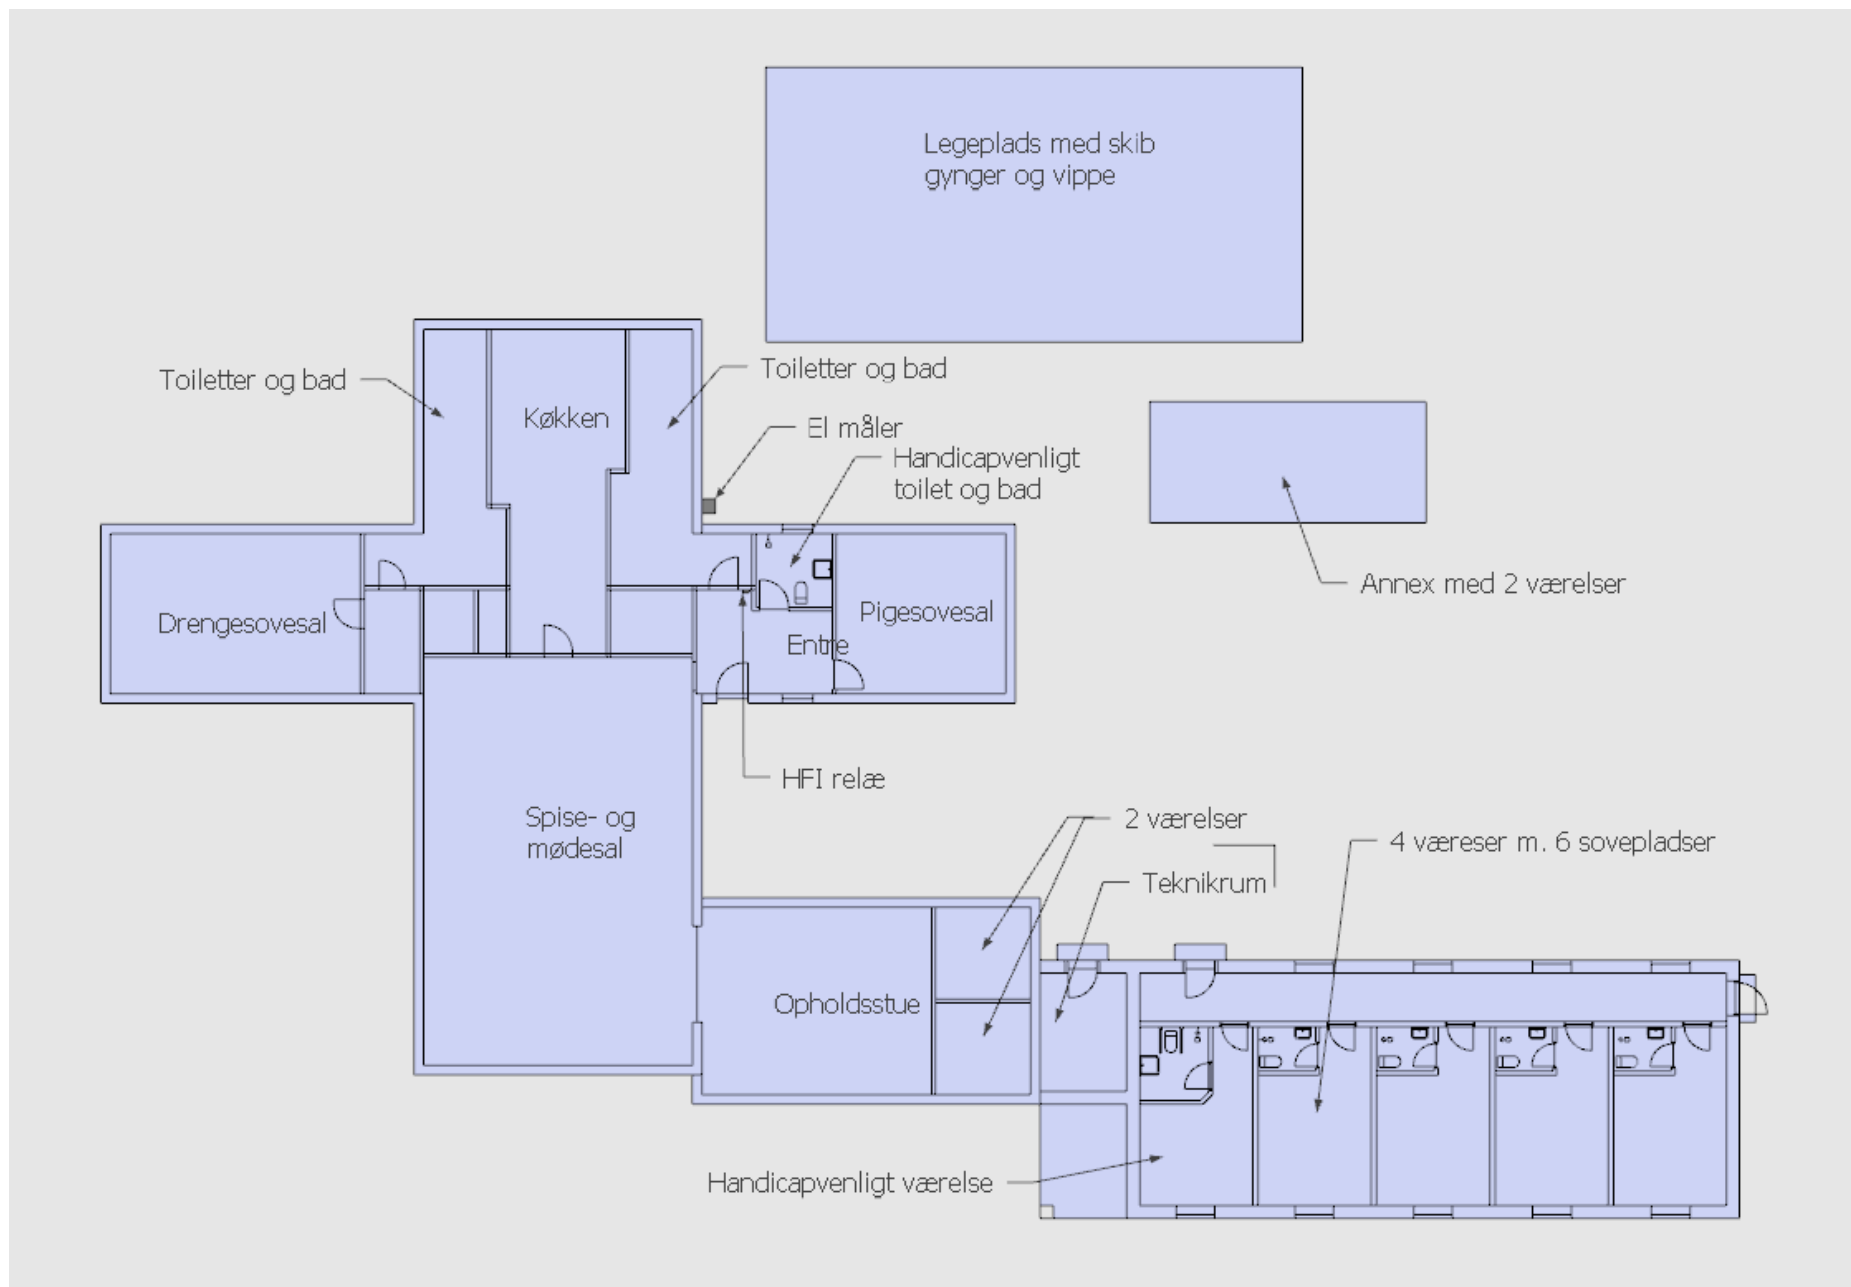 Legeplads med skib
gynger og vippe
Toiletter og bad
Toiletter og bad
Køkken
El måler
Handicapvenligt
toilet og bad
Annex med 2 værelser
Drengesovesal
Pigesovesal
Entre
HFI relæ
Spise- og
mødesal
2 værelser
4 væreser m. 6 sovepladser
Teknikrum
Opholdsstue
Handicapvenligt værelse